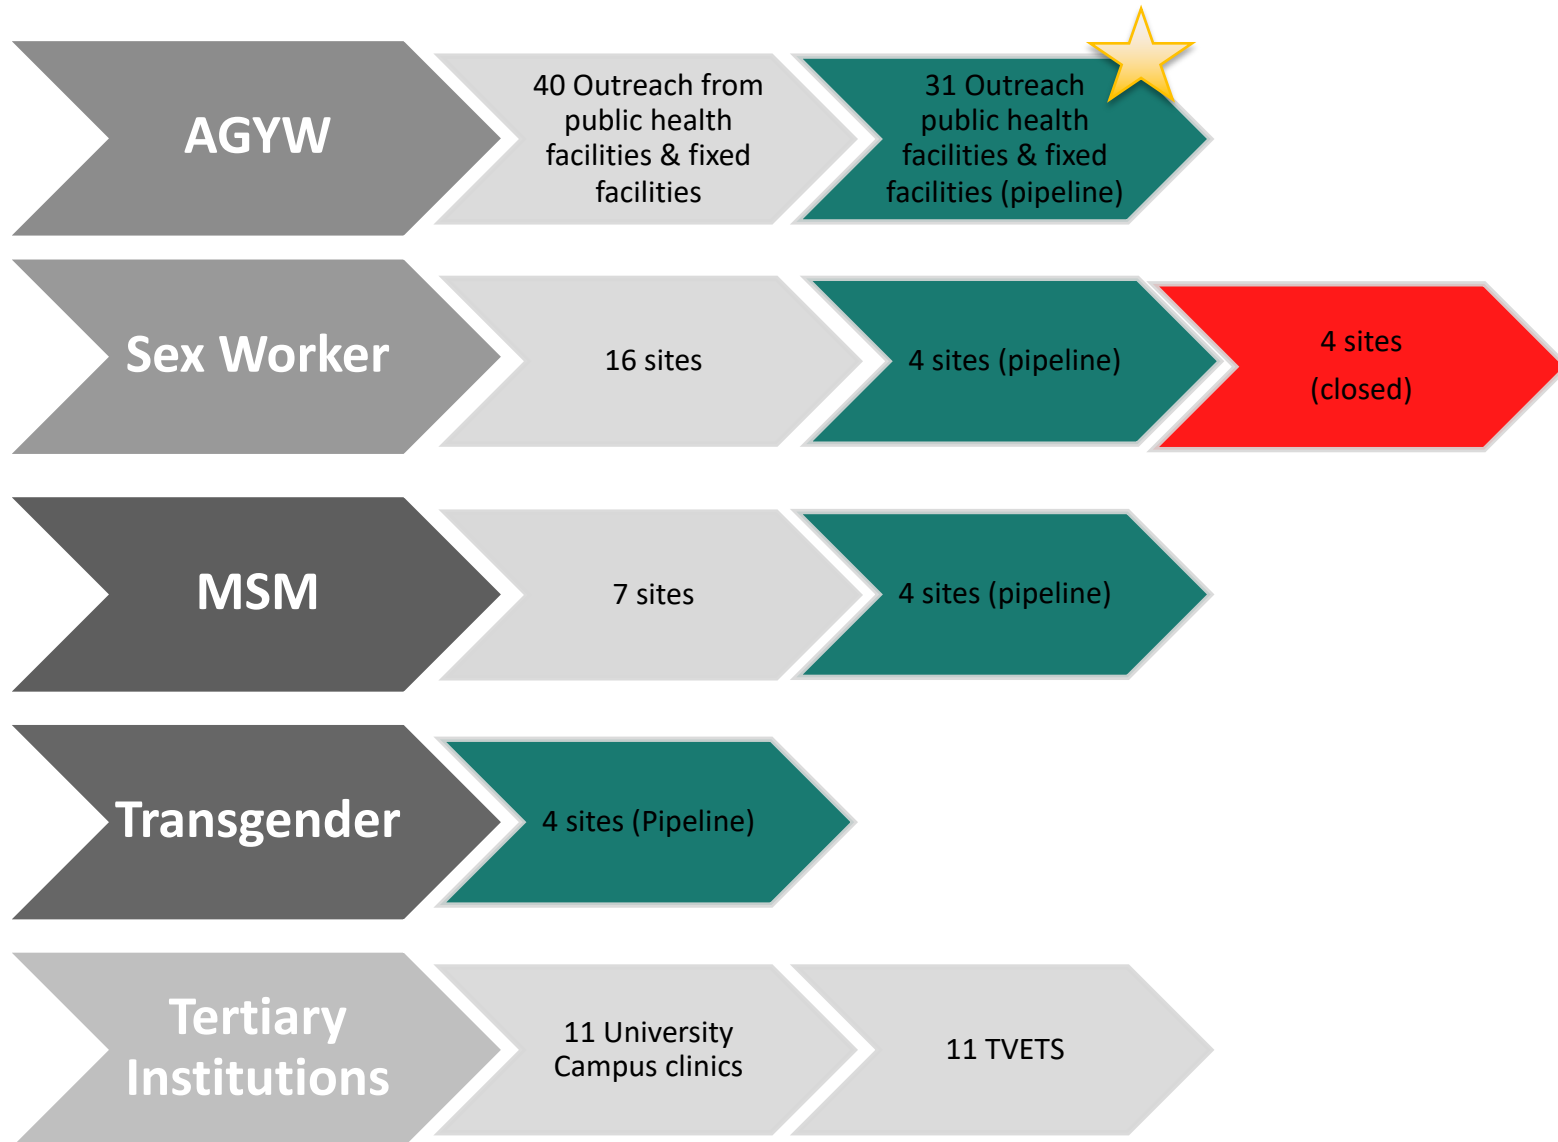 AGYW
40 Outreach from
public health
facilities & fixed
facilities
31 Outreach
public health
facilities & fixed
facilities (pipeline)
Sex Worker
16 sites
4 sites (pipeline)
4 sites
(closed)
MSM
7 sites
4 sites (pipeline)
Transgender
4 sites (Pipeline)
Tertiary
Institutions
11 University
Campus clinics
11 TVETS